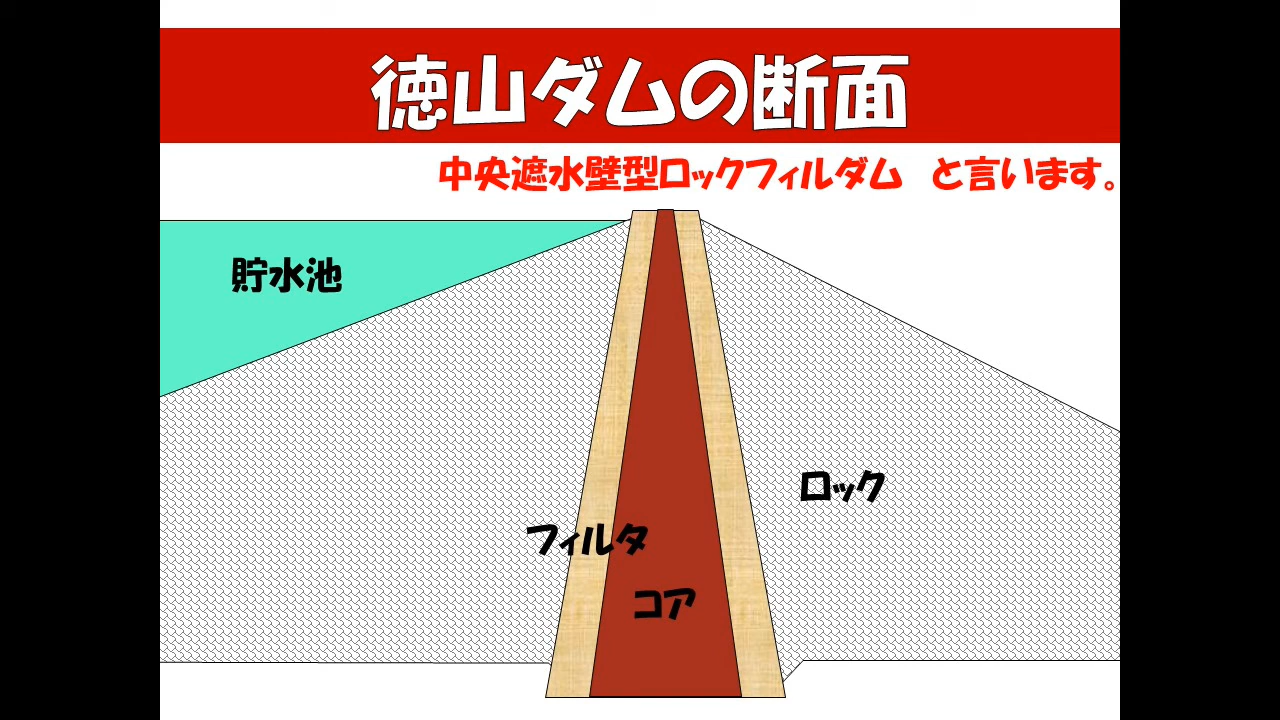 徳山ダムの断面
中央遮水壁型ロックフィルダム　と言います。
貯水池
ロック
フィルタ
コア